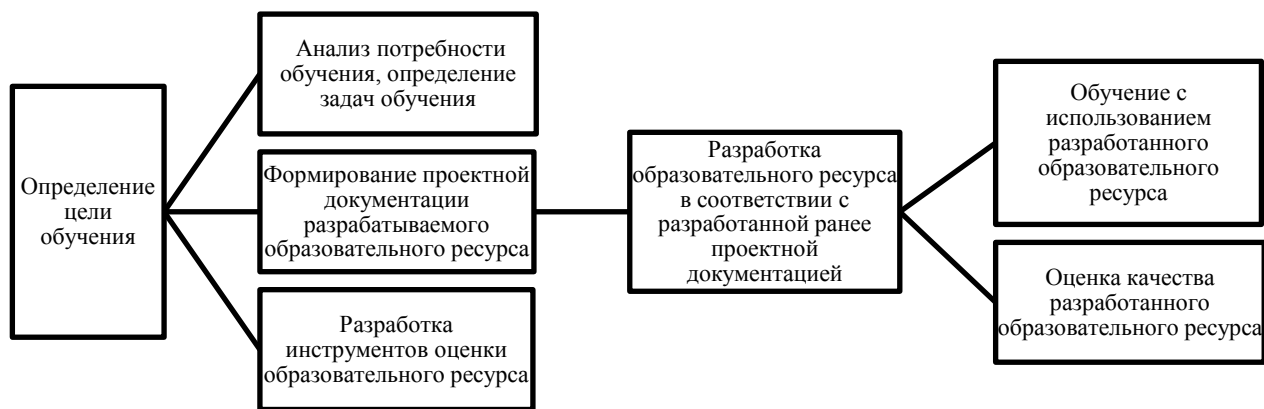 Определение
цели
обучения
Анализ потребности
обучения, определение
задач обучения
Формирование проектной
документации
разрабатываемого
образовательного ресурса
Разработка
инструментов оценки
образовательного ресурса
Разработка
образовательного ресурса
в соответствии с
разработанной ранее
проектной
документацией
Обучение с
использованием
разработанного
образовательного
ресурса
Оценка качества
разработанного
образовательного ресурса